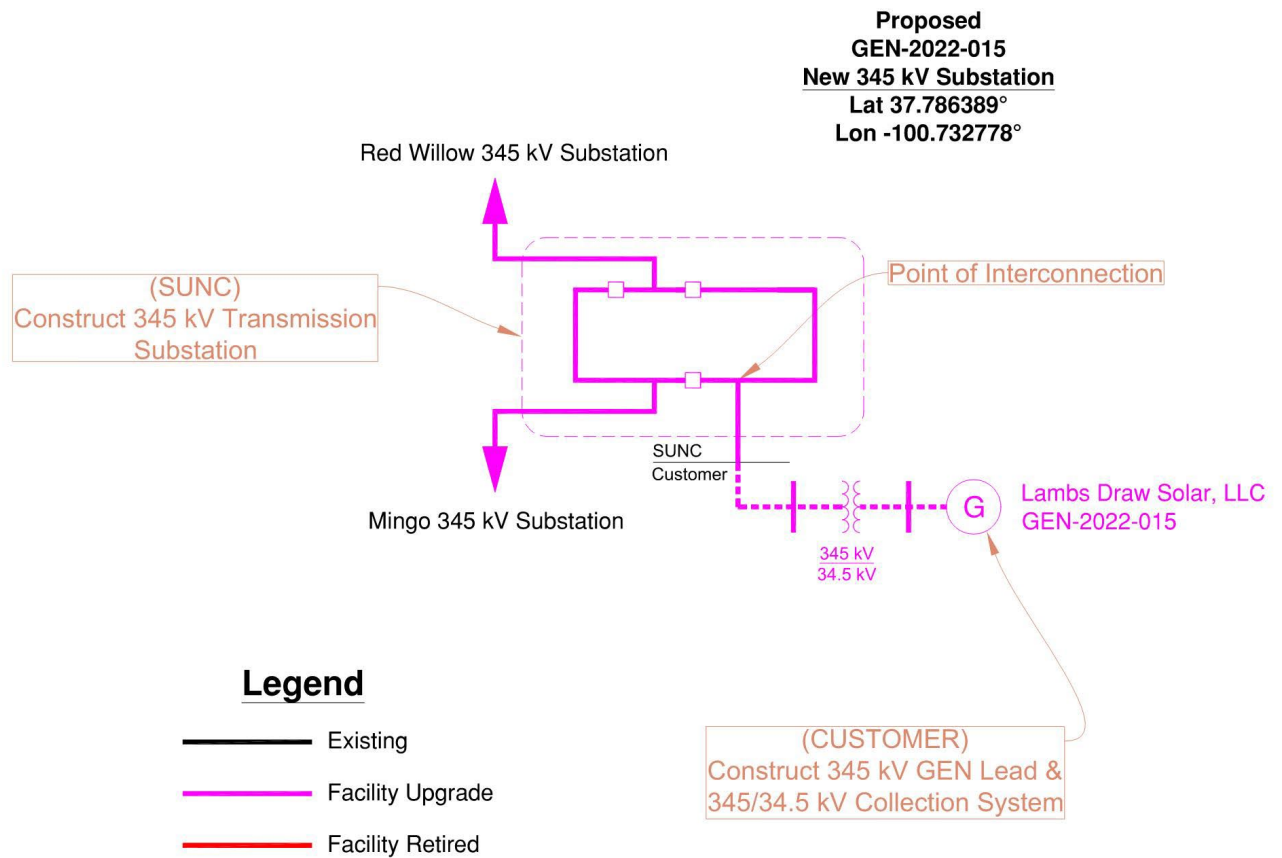 Proposed
GEN-2022-015
New 345 kV Substation
Lat 37.786389°
Lon -100.732778°
Red Willow 345 kV Substation
(SUNC)
Construct 345 kV Transmission
Substation
Point of Interconnection
SUNC
Customer
Mingo 345 kV Substation
G
Lambs Draw Solar, LLC
GEN-2022-015
345 kV
34.5 kV
Legend
Existing
Facility Upgrade
Facility Retired
(CUSTOMER)
Construct 345 kV GEN Lead &
345/34.5 kV Collection System